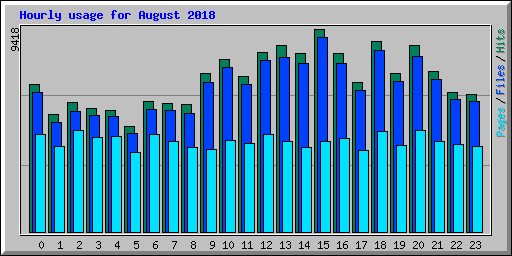 Hourly usage for August 2018
9418
Pages/Files/Hits
0 1 2 3 4 5 6 7 8 9 10 11 12 13 14 15 16 17 18 19 20 21 22 23